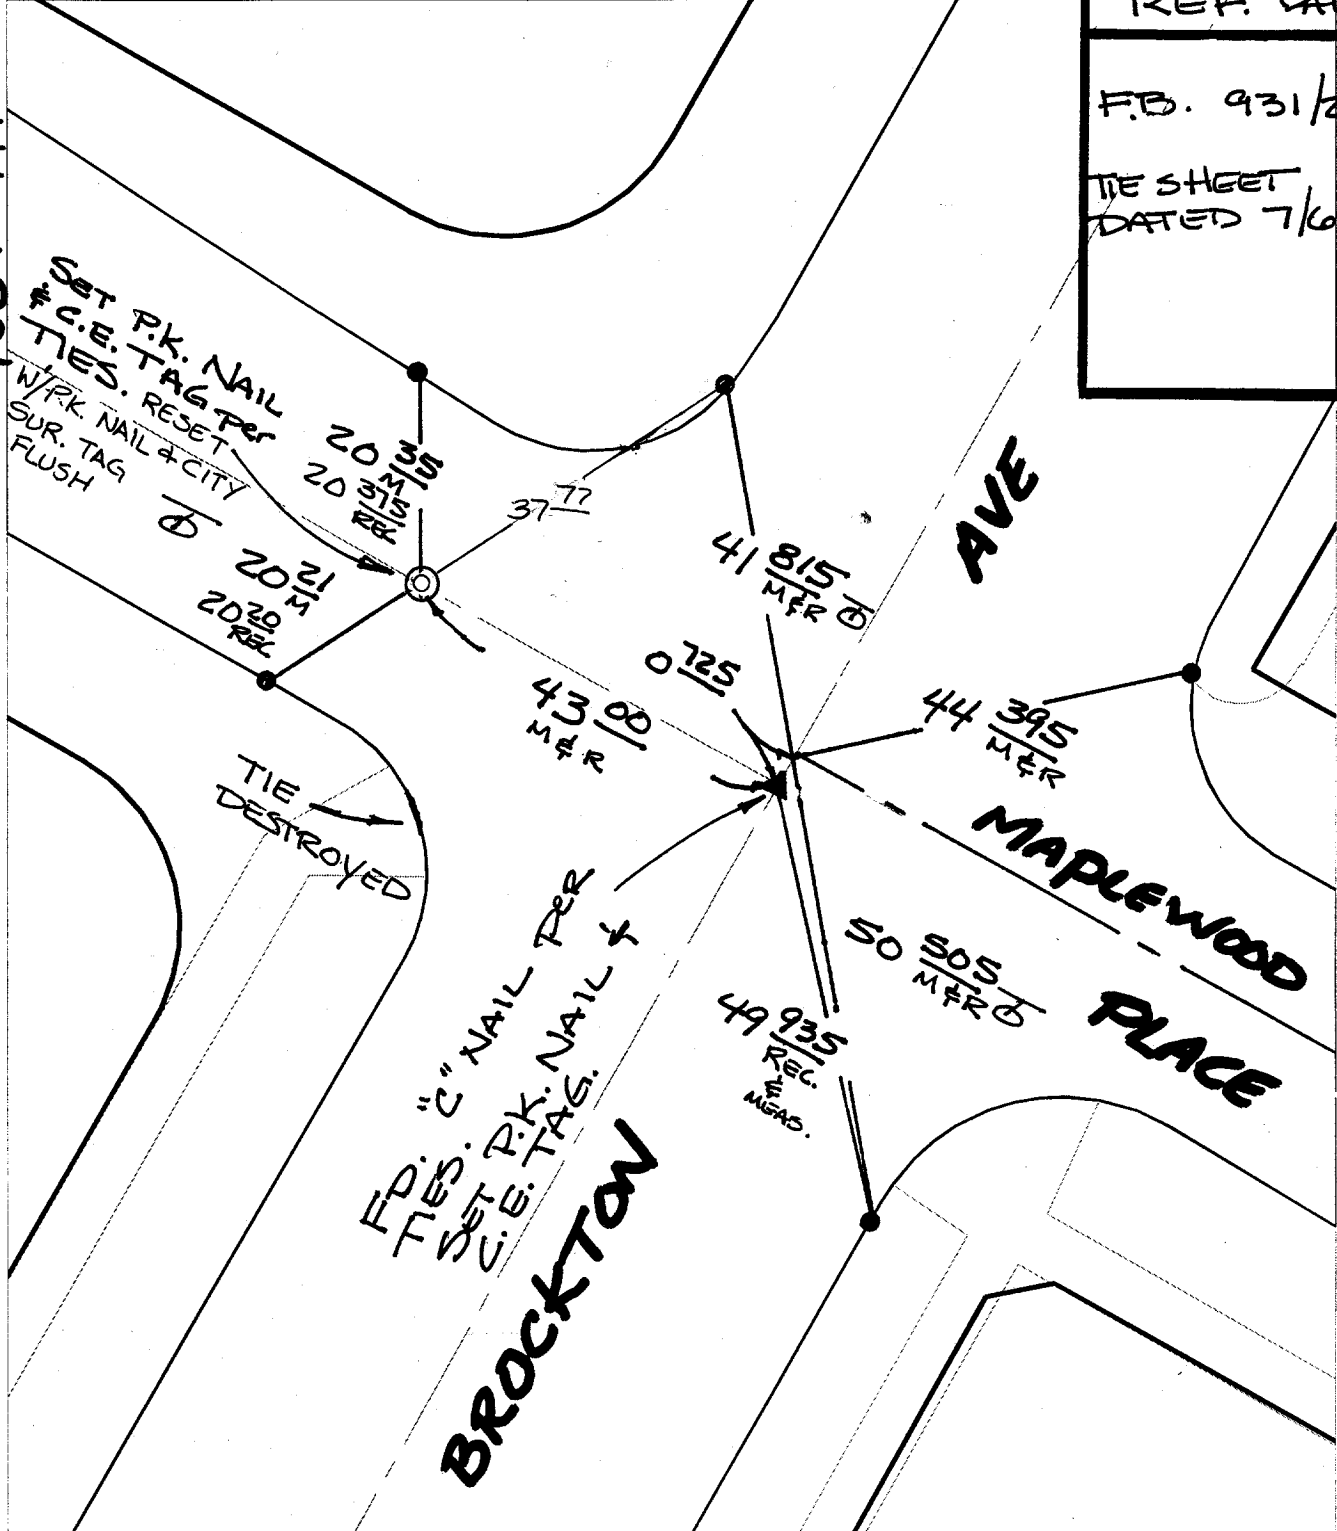 F.B. 931/
TIE SHEET
DATED 7/6
SET P.K. NAIL
& C.E. TAG Per
TIES. RESET
W/P.K. NAIL & CITY
SUR. TAG
FLUSH
20 35
M
20 375
REC
37 77
20 21
M
20 20
REC
41 815
M & R
AVE
0 725
43 00
M & R
44 395
M & R
TIE
DESTROYED
MAPLEWOOD
PLACE
50 505
M & R
49 935
REC.
&
MEAS.
FD. "C" NAIL PER
TIES.
SET P.K. NAIL &
C.E. TAG.
BROCKTON